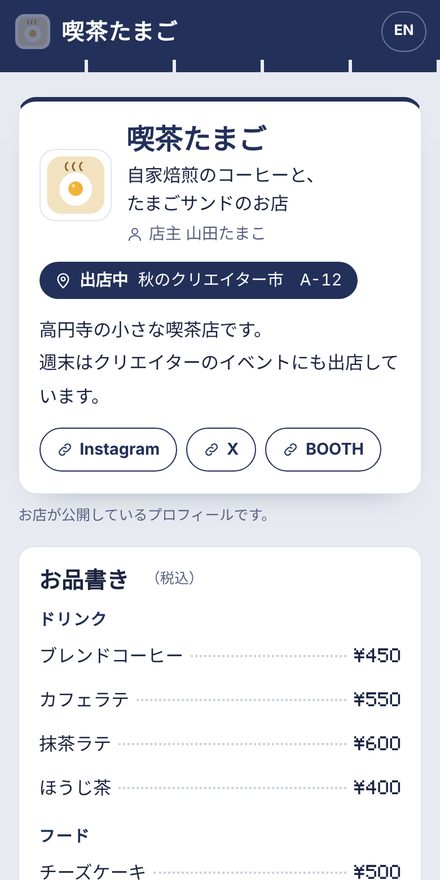 喫茶たまご
EN
喫茶たまご
自家焙煎のコーヒーと、
たまごサンドのお店
店主 山田たまこ
出店中 秋のクリエイター市 A-12
高円寺の小さな喫茶店です。
週末はクリエイターのイベントにも出店して
います。
Instagram
X
BOOTH
お店が公開しているプロフィールです。
お品書き （税込）
ドリンク
ブレンドコーヒー ¥450
カフェラテ ¥550
抹茶ラテ ¥600
ほうじ茶 ¥400
フード
チーズケーキ ¥500